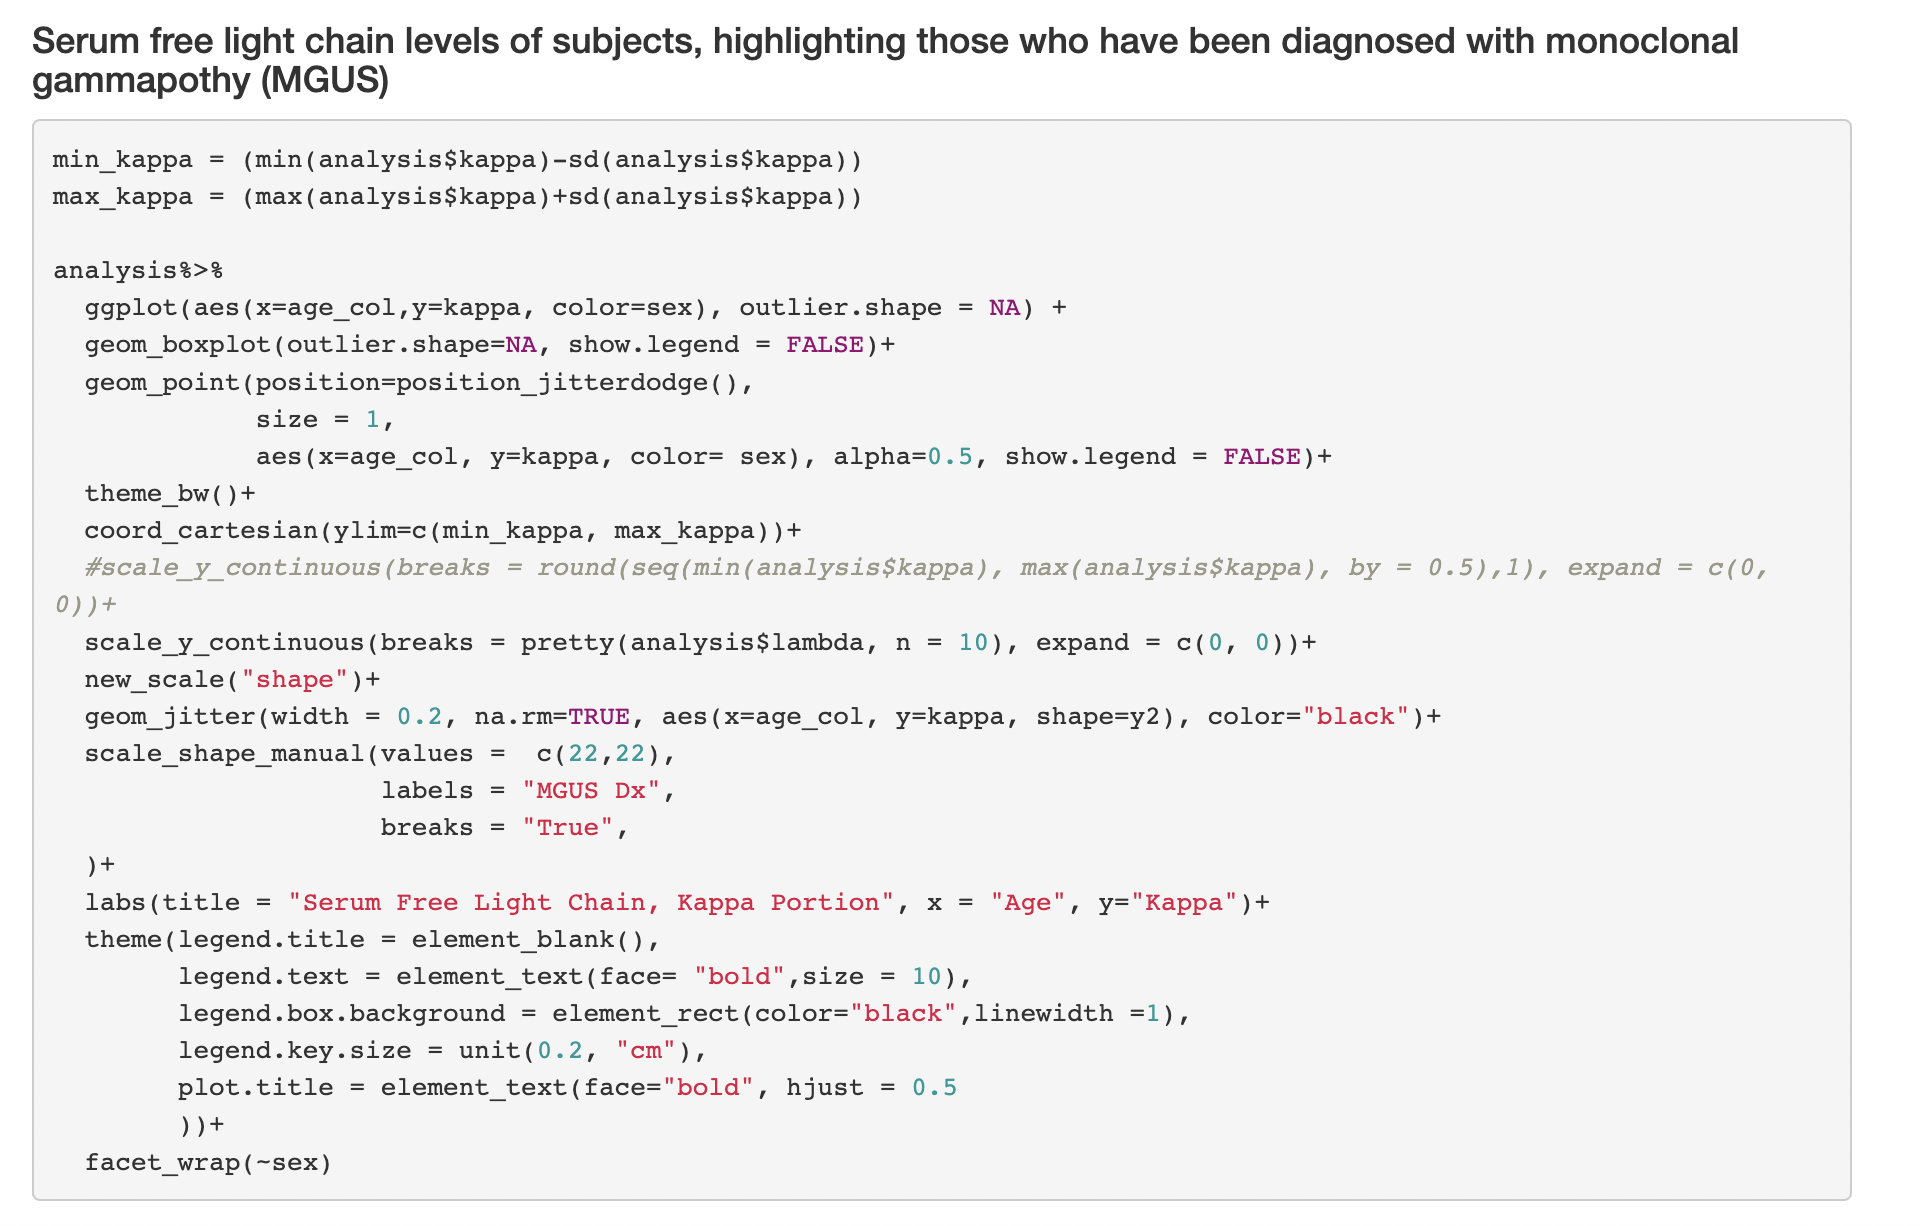 Serum free light chain levels of subjects, highlighting those who have been diagnosed with monoclonal
gammapothy (MGUS)
min_kappa = (min(analysis$kappa)-sd(analysis$kappa))
max_kappa = (max(analysis$kappa)+sd(analysis$kappa))

analysis%>%
  ggplot(aes(x=age_col,y=kappa, color=sex), outlier.shape = NA) +
  geom_boxplot(outlier.shape=NA, show.legend = FALSE)+
  geom_point(position=position_jitterdodge(),
             size = 1,
             aes(x=age_col, y=kappa, color= sex), alpha=0.5, show.legend = FALSE)+
  theme_bw()+
  coord_cartesian(ylim=c(min_kappa, max_kappa))+
  #scale_y_continuous(breaks = round(seq(min(analysis$kappa), max(analysis$kappa), by = 0.5),1), expand = c(0,
0))+
  scale_y_continuous(breaks = pretty(analysis$lambda, n = 10), expand = c(0, 0))+
  new_scale("shape")+
  geom_jitter(width = 0.2, na.rm=TRUE, aes(x=age_col, y=kappa, shape=y2), color="black")+
  scale_shape_manual(values =  c(22,22),
                     labels = "MGUS Dx",
                     breaks = "True",
  )+
  labs(title = "Serum Free Light Chain, Kappa Portion", x = "Age", y="Kappa")+
  theme(legend.title = element_blank(),
        legend.text = element_text(face= "bold",size = 10),
        legend.box.background = element_rect(color="black",linewidth =1),
        legend.key.size = unit(0.2, "cm"),
        plot.title = element_text(face="bold", hjust = 0.5
        ))+
  facet_wrap(~sex)